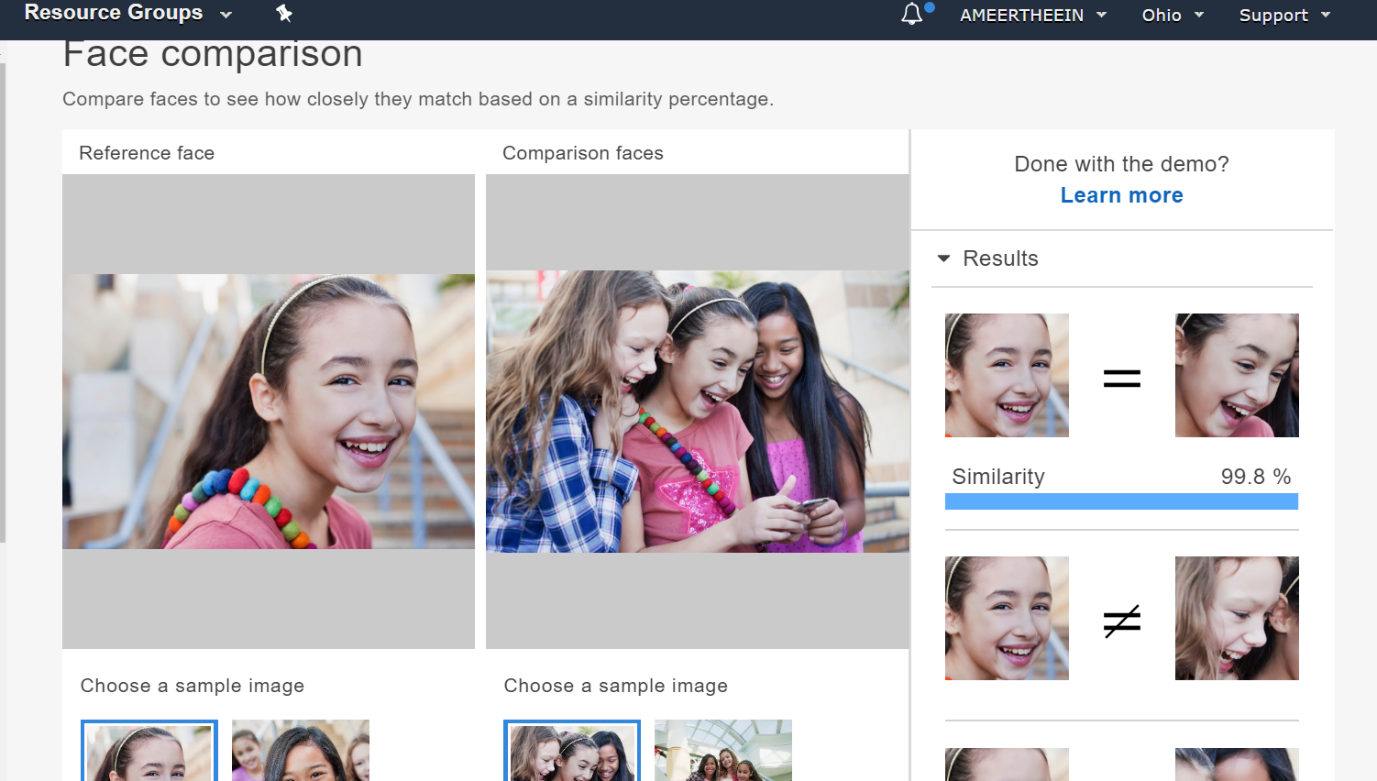 Resource Groups
AMEERTHEEIN
Ohio
Support
Face comparison
Compare faces to see how closely they match based on a similarity percentage.
Reference face
Comparison faces
Done with the demo?
Learn more
Results
=
Similarity 99.8 %
≠
Choose a sample image
Choose a sample image